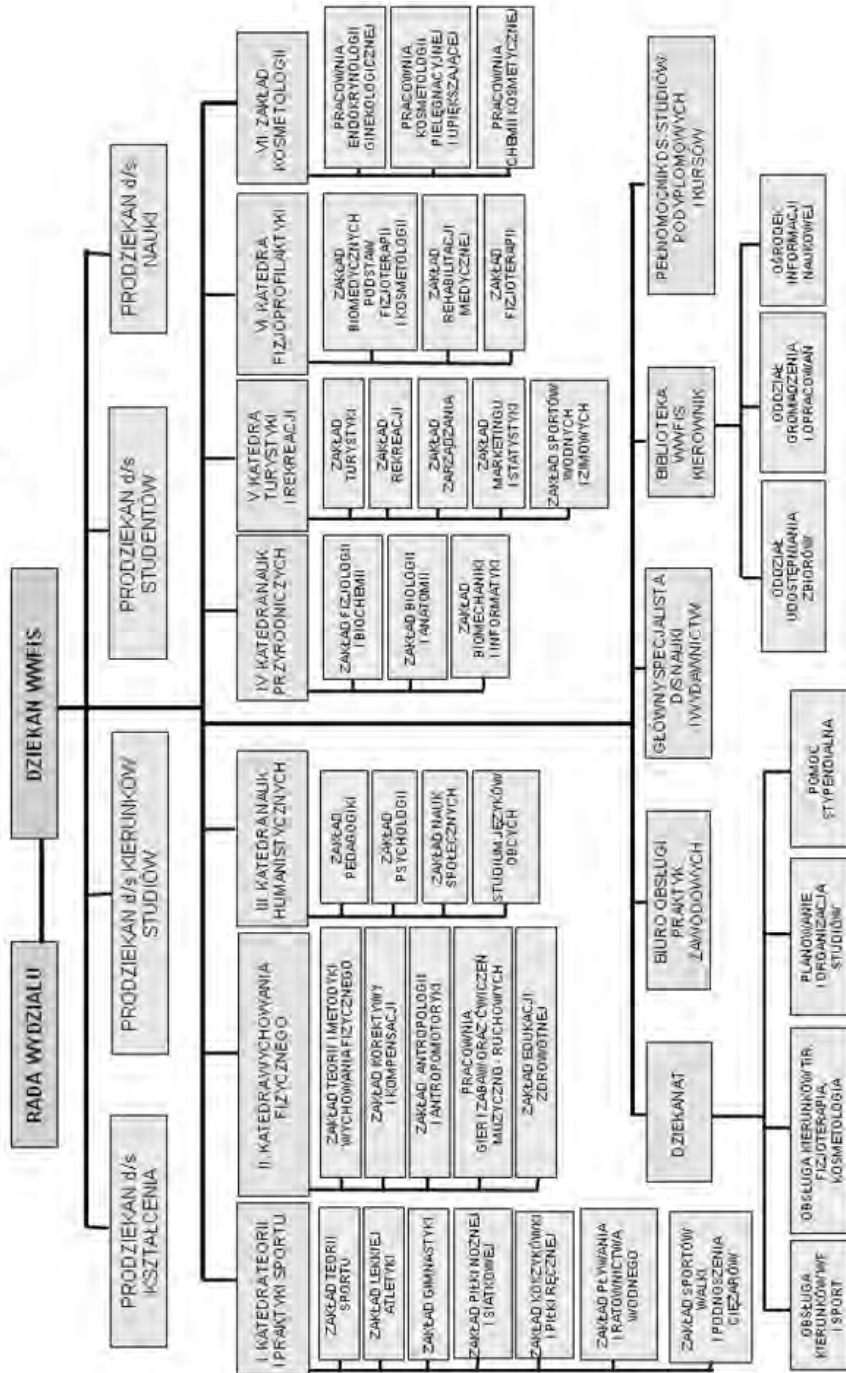 RADA WYDZIAŁU
DZIEKAN WWFiS
PRODZIEKAN d/s
KSZTAŁCENIA
PRODZIEKAN d/s KIERUNKÓW
STUDIÓW
PRODZIEKAN d/s
STUDENTÓW
PRODZIEKAN d/s
NAUKI
I. KATEDRA TEORII
I PRAKTYKI SPORTU
ZAKŁAD TEORII
SPORTU
ZAKŁAD LEKKIEJ
ATLETYKI
ZAKŁAD GIMNASTYKI
ZAKŁAD PIŁKI NOŻNEJ
I SIATKOWEJ
ZAKŁAD KOSZYKÓWKI
I PIŁKI RĘCZNEJ
ZAKŁAD PŁYWANIA
I RATOWNICTWA
WODNEGO
ZAKŁAD SPORTÓW
WALKI
I PODNOSZENIA
CIĘŻARÓW
II. KATEDRA WYCHOWANIA
FIZYCZNEGO
ZAKŁAD TEORII I METODYKI
WYCHOWANIA FIZYCZNEGO
ZAKŁAD KOREKTYWY
I KOMPENSACJI
ZAKŁAD ANTROPOLOGII
I ANTROPOMOTORYKI
PRACOWNIA
GIER I ZABAW ORAZ ĆWICZEŃ
MUZYCZNO - RUCHOWYCH
ZAKŁAD EDUKACJI
ZDROWOTNEJ
III. KATEDRA NAUK
HUMANISTYCZNYCH
ZAKŁAD
PEDAGOGIKI
ZAKŁAD
PSYCHOLOGII
ZAKŁAD NAUK
SPOŁECZNYCH
STUDIUM JĘZYKÓW
OBCYCH
IV KATEDRA NAUK
PRZYRODNICZYCH
ZAKŁAD FIZJOLOGII
I BIOCHEMII
ZAKŁAD BIOLOGII
I ANATOMII
ZAKŁAD
BIOMECHANIKI
I INFORMATYKI
V KATEDRA
TURYSTYKI
I REKREACJI
ZAKŁAD
TURYSTYKI
ZAKŁAD
REKREACJI
ZAKŁAD
ZARZĄDZANIA
ZAKŁAD
MARKETINGU
I STATYSTYKI
ZAKŁAD SPORTÓW
WODNYCH
I ZIMOWYCH
VI. KATEDRA
FIZJOPROFILAKTYKI
ZAKŁAD
BIOMEDYCZNYCH
PODSTAW
FIZJOTERAPII
I KOSMETOLOGII
ZAKŁAD
REHABILITACJI
MEDYCZNEJ
ZAKŁAD
FIZJOTERAPII
VII. ZAKŁAD
KOSMETOLOGII
PRACOWNIA
ENDOKRYNOLOGII
GINEKOLOGICZNEJ
PRACOWNIA
KOSMETOLOGII
PIELĘGNACYJNEJ
I UPIĘKSZAJĄCEJ
PRACOWNIA
CHEMII KOSMETYCZNEJ
DZIEKANAT
BIURO OBSŁUGI
PRAKTYK
ZAWODOWYCH
GŁÓWNY SPECJALISTA
D/S NAUKI
I WYDAWNICTW
BIBLIOTEKA
WWFiS
KIEROWNIK
PEŁNOMOCNIK DS. STUDIÓW
PODYPLOMOWYCH
I KURSÓW
OBSŁUGA
KIERUNKÓW WF
I SPORT
OBSŁUGA KIERUNKÓW TIR,
FIZJOTERAPIA,
KOSMETOLOGIA
PLANOWANIE
I ORGANIZACJA
STUDIÓW
POMOC
STYPENDIALNA
ODDZIAŁ
UDOSTĘPNIANIA
ZBIORÓW
ODDZIAŁ
GROMADZENIA
I OPRACOWAŃ
OŚRODEK
INFORMACJI
NAUKOWEJ